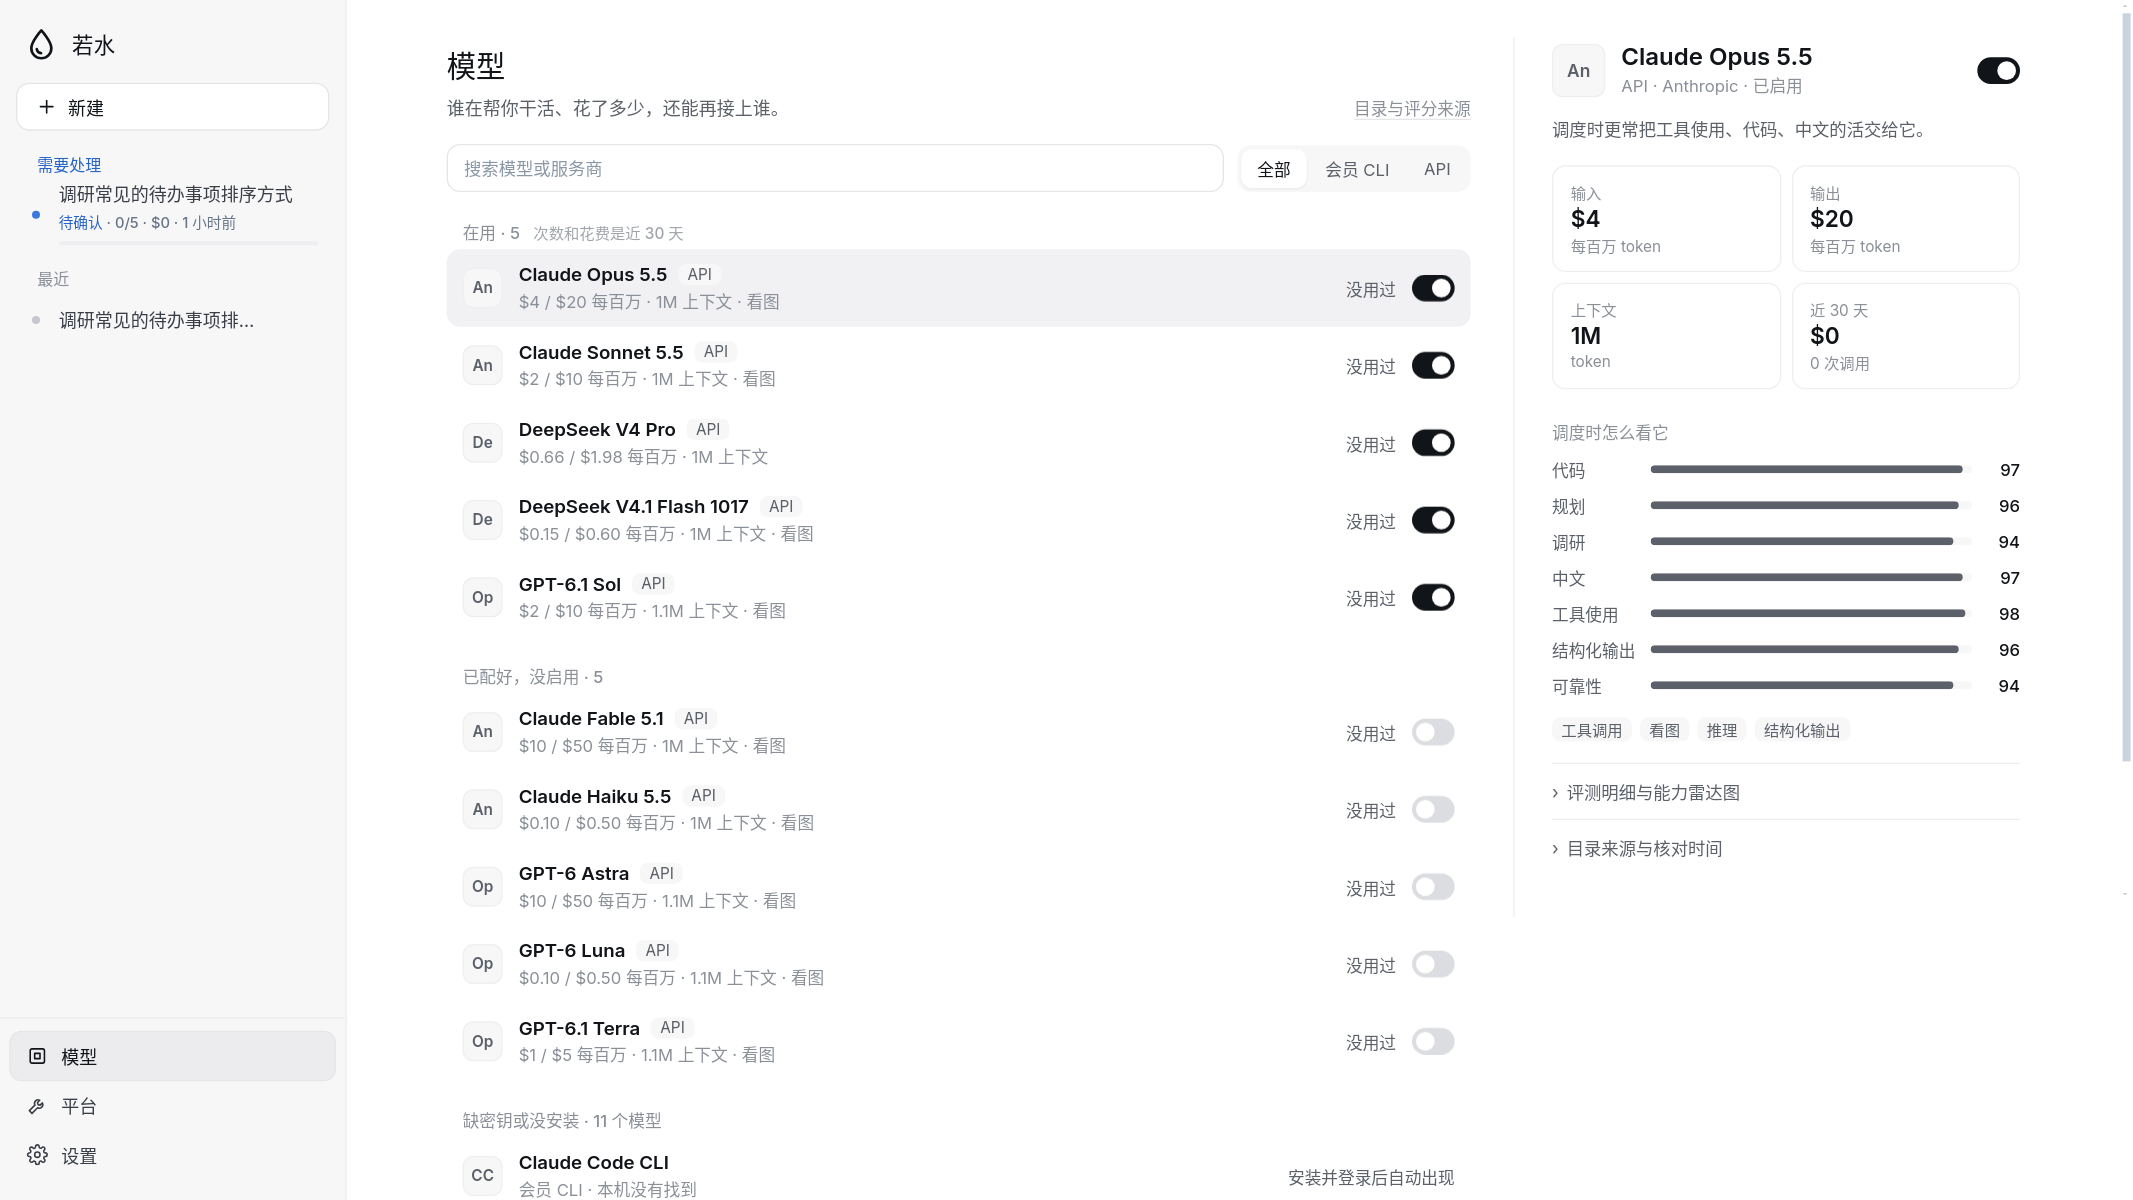 若水
新建
需要处理
调研常见的待办事项排序方式
待确认 · 0/5 · $0 · 1 小时前
最近
调研常见的待办事项排...
模型
平台
设置
模型
谁在帮你干活、花了多少，还能再接上谁。
目录与评分来源
搜索模型或服务商
全部
会员 CLI
API
在用 · 5 次数和花费是近 30 天
An
Claude Opus 5.5 API
$4 / $20 每百万 · 1M 上下文 · 看图
没用过
An
Claude Sonnet 5.5 API
$2 / $10 每百万 · 1M 上下文 · 看图
没用过
De
DeepSeek V4 Pro API
$0.66 / $1.98 每百万 · 1M 上下文
没用过
De
DeepSeek V4.1 Flash 1017 API
$0.15 / $0.60 每百万 · 1M 上下文 · 看图
没用过
Op
GPT-6.1 Sol API
$2 / $10 每百万 · 1.1M 上下文 · 看图
没用过
已配好，没启用 · 5
An
Claude Fable 5.1 API
$10 / $50 每百万 · 1M 上下文 · 看图
没用过
An
Claude Haiku 5.5 API
$0.10 / $0.50 每百万 · 1M 上下文 · 看图
没用过
Op
GPT-6 Astra API
$10 / $50 每百万 · 1.1M 上下文 · 看图
没用过
Op
GPT-6 Luna API
$0.10 / $0.50 每百万 · 1.1M 上下文 · 看图
没用过
Op
GPT-6.1 Terra API
$1 / $5 每百万 · 1.1M 上下文 · 看图
没用过
缺密钥或没安装 · 11 个模型
CC
Claude Code CLI
会员 CLI · 本机没有找到
安装并登录后自动出现
An
Claude Opus 5.5
API · Anthropic · 已启用
调度时更常把工具使用、代码、中文的活交给它。
输入
$4
每百万 token
输出
$20
每百万 token
上下文
1M
token
近 30 天
$0
0 次调用
调度时怎么看它
代码 97
规划 96
调研 94
中文 97
工具使用 98
结构化输出 96
可靠性 94
工具调用 看图 推理 结构化输出
› 评测明细与能力雷达图
› 目录来源与核对时间